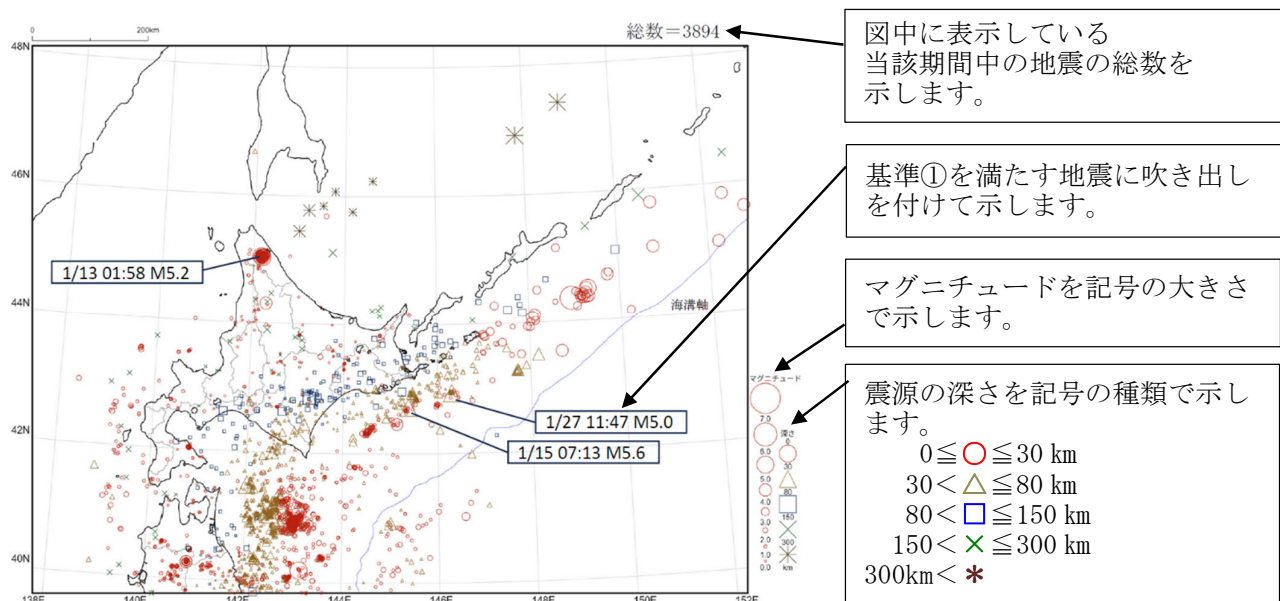 0
200km
総数=3894
48N
46N
44N
42N
40N
138E
140E
142E
144E
146E
148E
150E
152E
1/13 01:58 M5.2
海溝軸
1/27 11:47 M5.0
1/15 07:13 M5.6
マグニチュード
7.0
6.0
5.0
4.0
3.0
2.0
1.0
0.0
深さ
0
30
80
150
300
km
図中に表示している
当該期間中の地震の総数を
示します。
基準①を満たす地震に吹き出し
を付けて示します。
マグニチュードを記号の大きさ
で示します。
震源の深さを記号の種類で示し
ます。
0≦○≦30 km
30<△≦80 km
80<□≦150 km
150<×≦300 km
300km<*